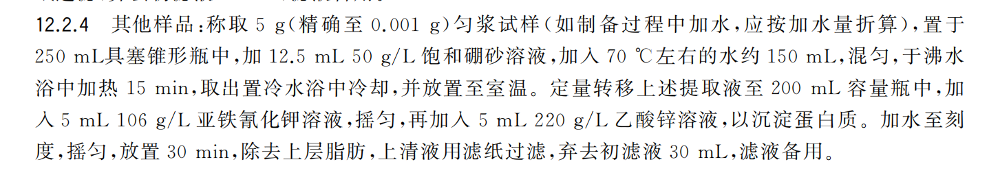 12.2.4 其他样品:称取 5 g(精确至 0.001 g)匀浆试样(如制备过程中加水,应按加水量折算),置于
250 mL具塞锥形瓶中,加 12.5 mL 50 g/L 饱和硼砂溶液,加入 70 ℃左右的水约 150 mL,混匀,于沸水
浴中加热 15 min,取出置冷水浴中冷却,并放置至室温。定量转移上述提取液至 200 mL 容量瓶中,加
入 5 mL 106 g/L 亚铁氰化钾溶液,摇匀,再加入 5 mL 220 g/L 乙酸锌溶液,以沉淀蛋白质。加水至刻
度,摇匀,放置 30 min,除去上层脂肪,上清液用滤纸过滤,弃去初滤液 30 mL,滤液备用。